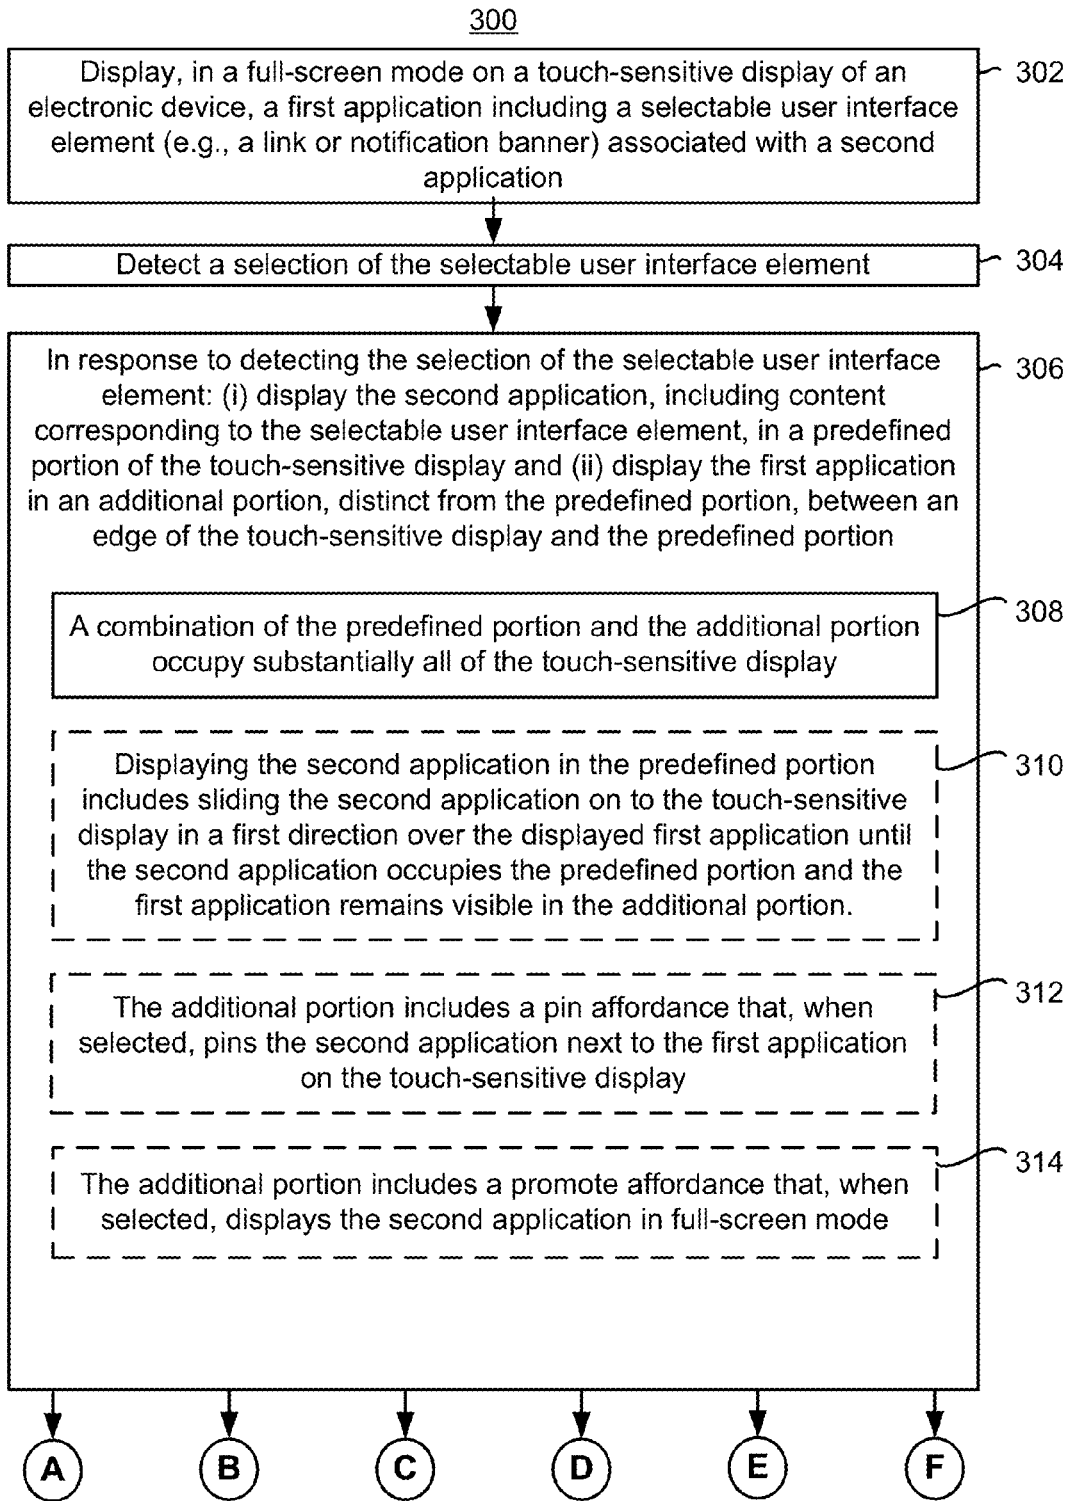 300
Display, in a full-screen mode on a touch-sensitive display of an
electronic device, a first application including a selectable user interface
element (e.g., a link or notification banner) associated with a second
application
302
Detect a selection of the selectable user interface element
304
In response to detecting the selection of the selectable user interface
element: (i) display the second application, including content
corresponding to the selectable user interface element, in a predefined
portion of the touch-sensitive display and (ii) display the first application
in an additional portion, distinct from the predefined portion, between an
edge of the touch-sensitive display and the predefined portion
306
A combination of the predefined portion and the additional portion
occupy substantially all of the touch-sensitive display
308
Displaying the second application in the predefined portion
includes sliding the second application on to the touch-sensitive
display in a first direction over the displayed first application until
the second application occupies the predefined portion and the
first application remains visible in the additional portion.
310
The additional portion includes a pin affordance that, when
selected, pins the second application next to the first application
on the touch-sensitive display
312
The additional portion includes a promote affordance that, when
selected, displays the second application in full-screen mode
314
A B C D E F